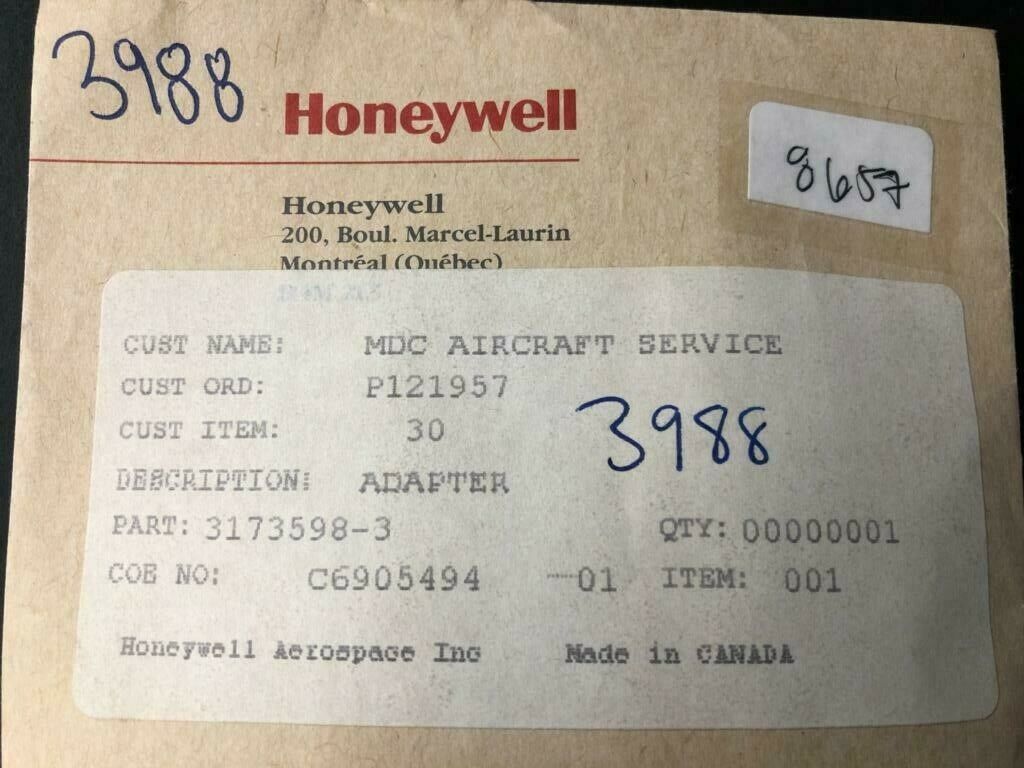 3988
Honeywell
8657
Honeywell
200, Boul. Marcel-Laurin
Montréal (Québec)
CUST NAME: MDC AIRCRAFT SERVICE
CUST ORD: P121957
CUST ITEM: 30
3988
DESCRIPTION: ADAPTER
PART: 3173598-3 QTY: 00000001
COE NO: C6905494 -01 ITEM: 001
Honeywell Aerospace Inc Made in CANADA